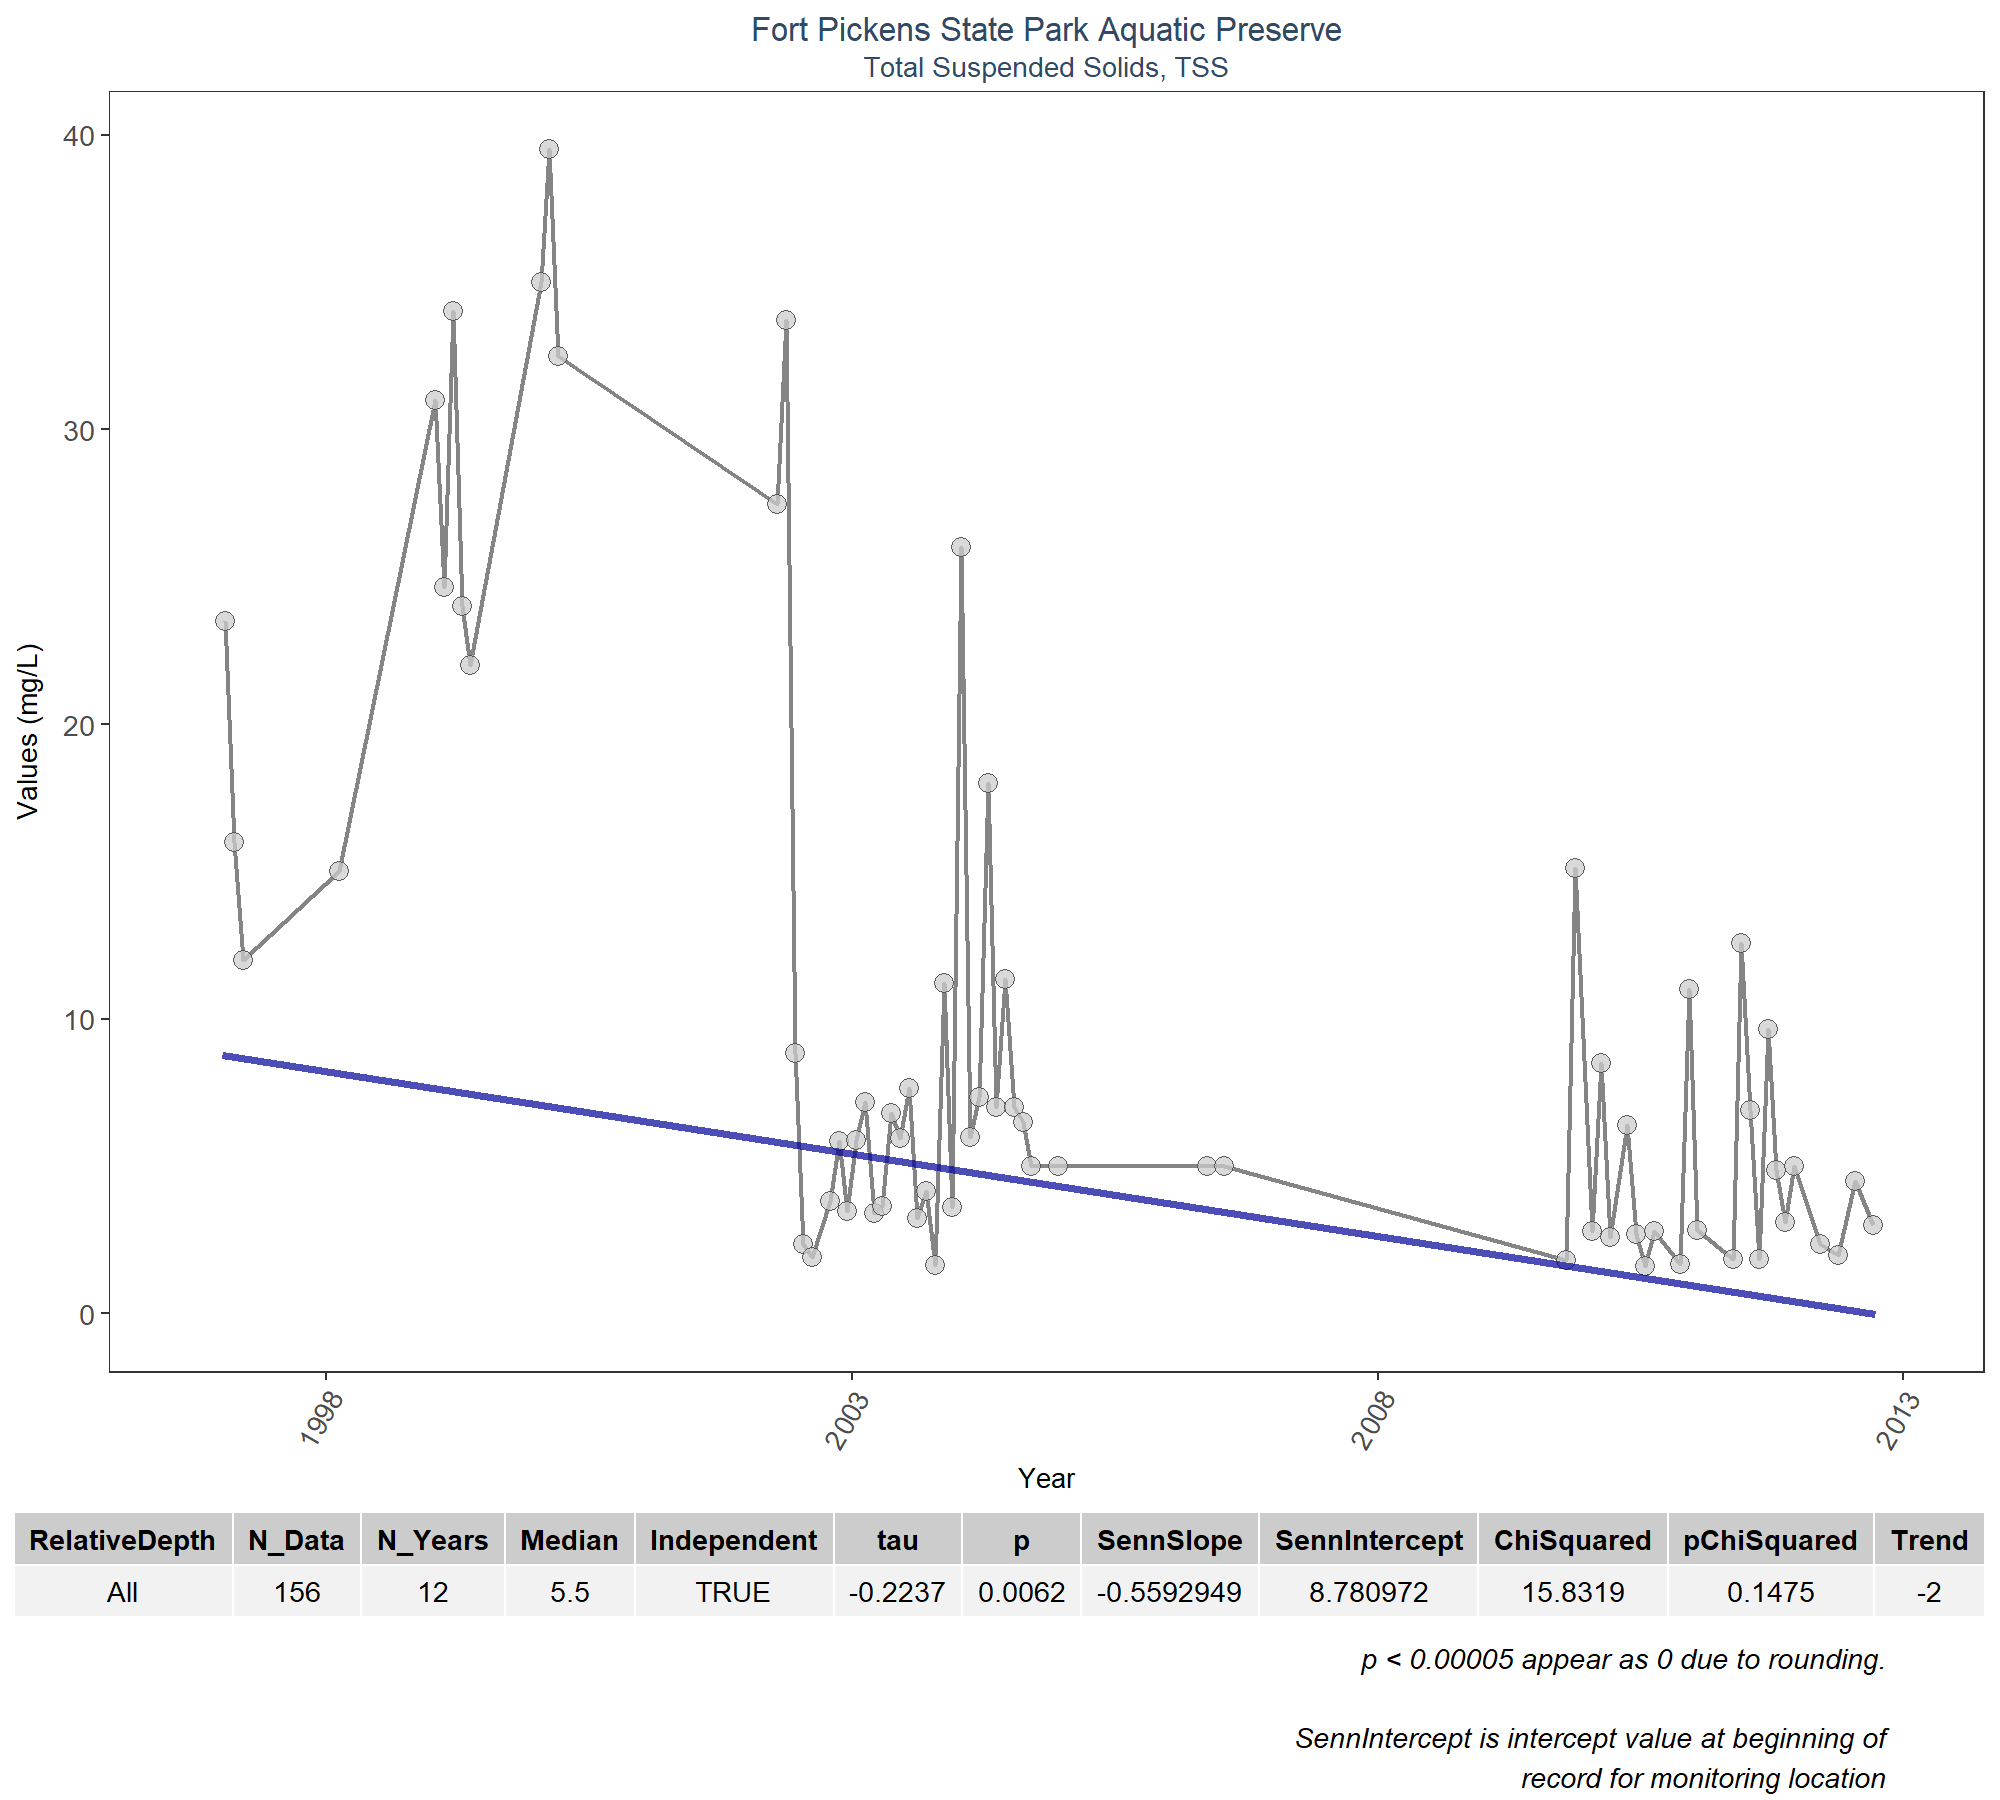 Fort Pickens State Park Aquatic Preserve
Total Suspended Solids, TSS
40
30
20
10
0
Values (mg/L)
1998
2003
2008
2013
Year
RelativeDepth N_Data N_Years Median Independent tau p SennSlope SennIntercept ChiSquared pChiSquared Trend
All 156 12 5.5 TRUE -0.2237 0.0062 -0.5592949 8.780972 15.8319 0.1475 -2
p < 0.00005 appear as 0 due to rounding.
SennIntercept is intercept value at beginning of
record for monitoring location